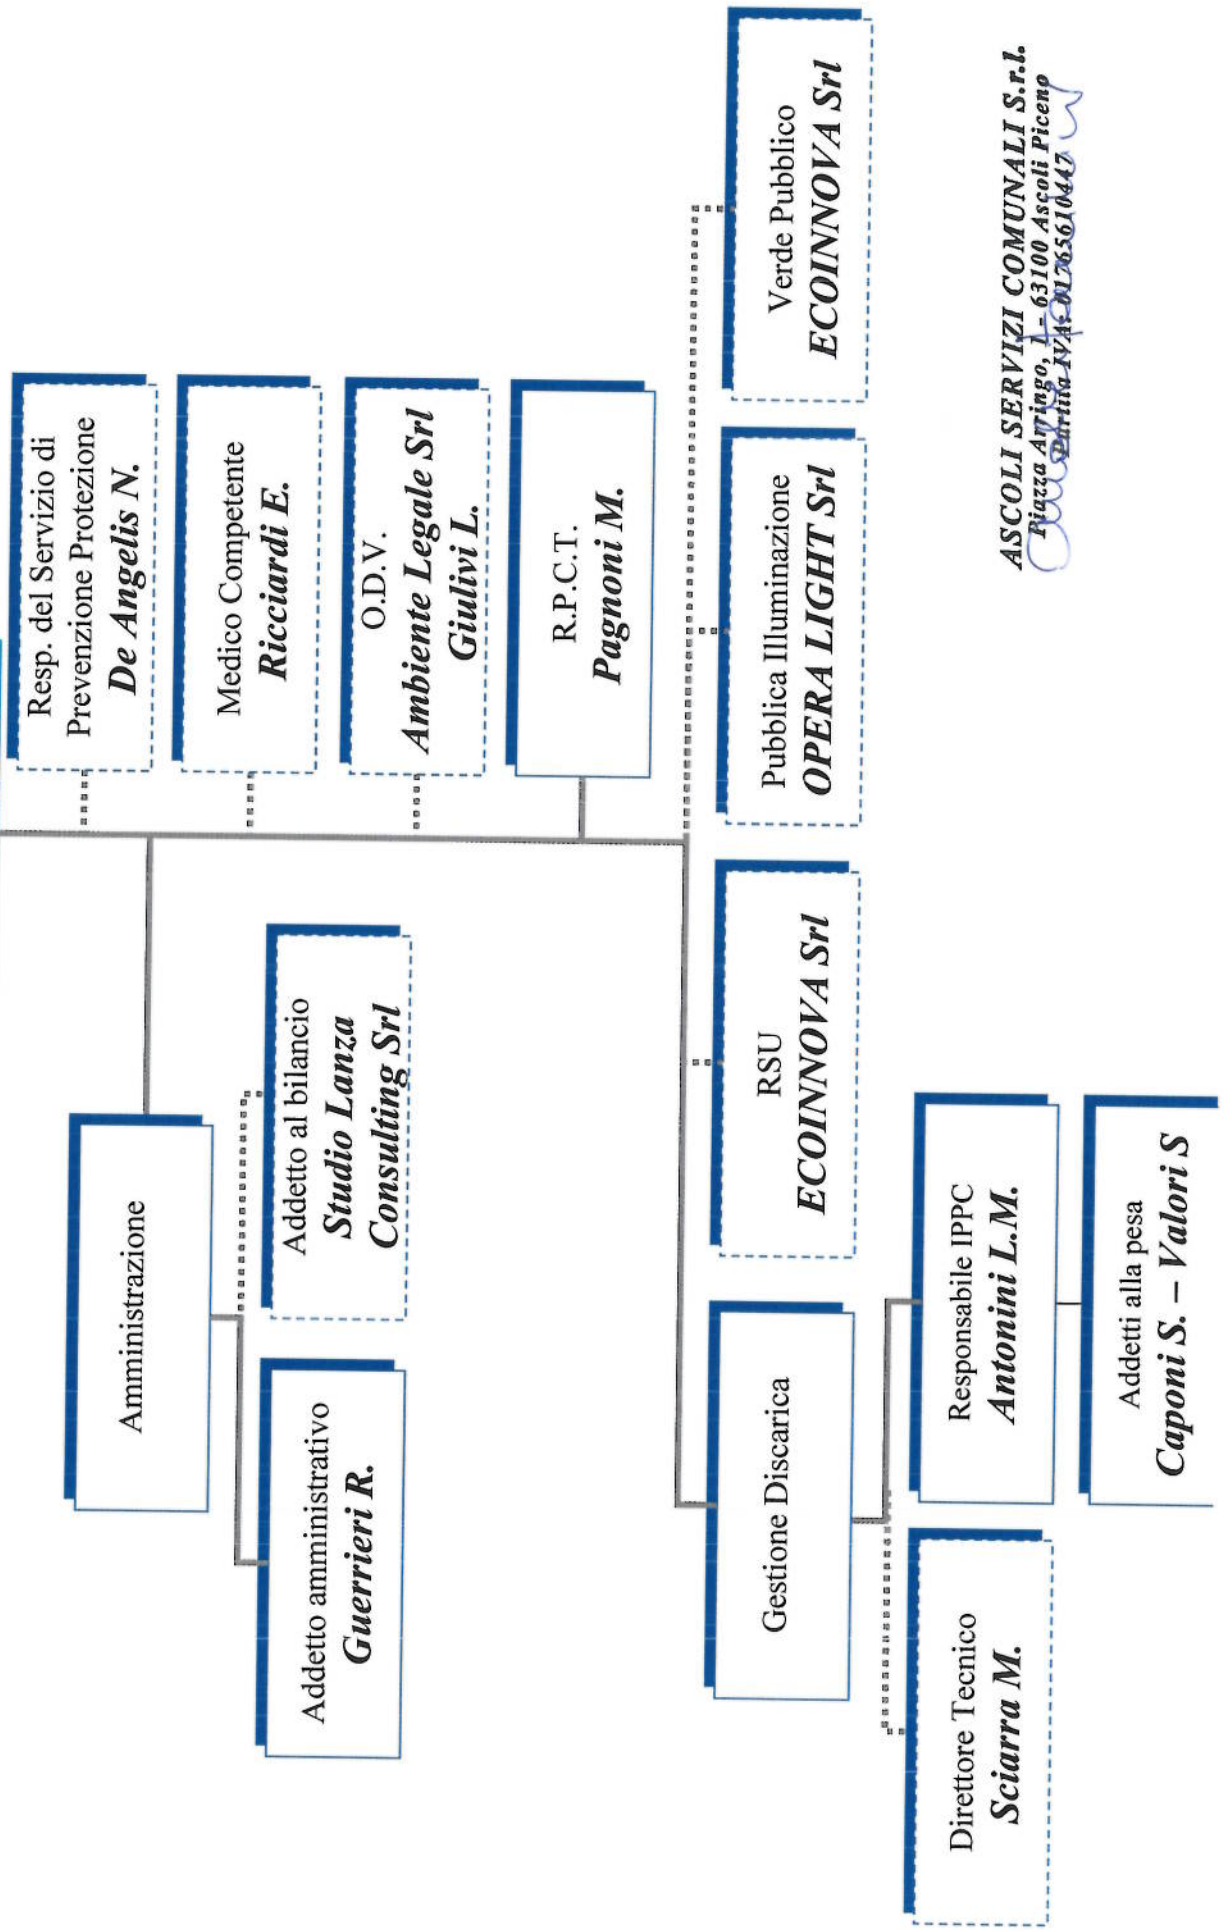 Resp. del Servizio di
Prevenzione Protezione
De Angelis N.
Medico Competente
Ricciardi E.
O.D.V.
Ambiente Legale Srl
Giulivi L.
R.P.C.T.
Pagnoni M.
Amministrazione
Addetto amministrativo
Guerrieri R.
Addetto al bilancio
Studio Lanza
Consulting Srl
Gestione Discarica
RSU
ECOINNOVA Srl
Pubblica Illuminazione
OPERA LIGHT Srl
Verde Pubblico
ECOINNOVA Srl
Direttore Tecnico
Sciarra M.
Responsabile IPPC
Antonini L.M.
Addetti alla pesa
Caponi S. – Valori S
ASCOLI SERVIZI COMUNALI S.r.l.
Piazza Arringo, 1 - 63100 Ascoli Piceno
Partita IVA: 01765610447